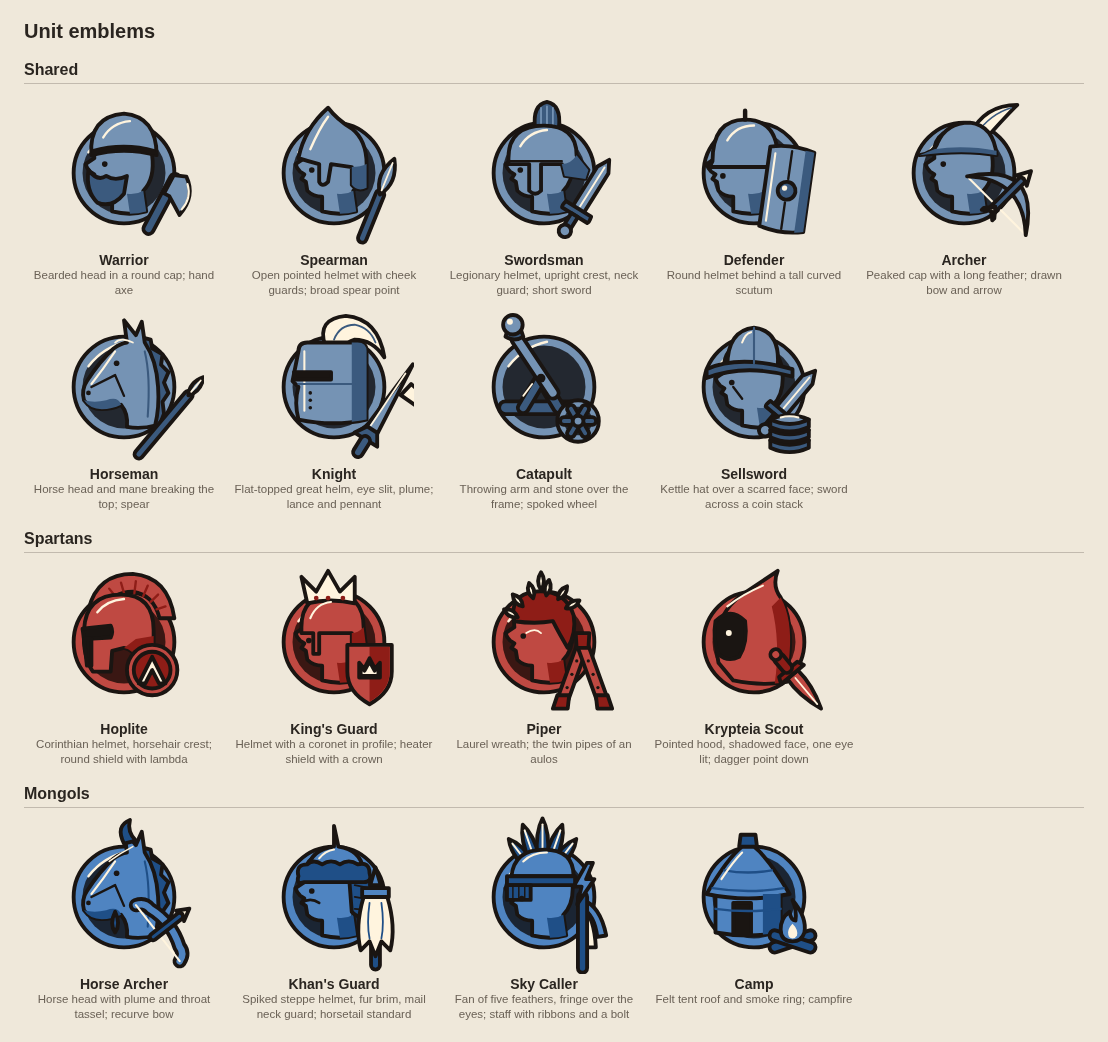 Unit emblems
Shared
Warrior
Bearded head in a round cap; hand
axe
Spearman
Open pointed helmet with cheek
guards; broad spear point
Swordsman
Legionary helmet, upright crest, neck
guard; short sword
Defender
Round helmet behind a tall curved
scutum
Archer
Peaked cap with a long feather; drawn
bow and arrow
Horseman
Horse head and mane breaking the
top; spear
Knight
Flat-topped great helm, eye slit, plume;
lance and pennant
Catapult
Throwing arm and stone over the
frame; spoked wheel
Sellsword
Kettle hat over a scarred face; sword
across a coin stack
Spartans
Hoplite
Corinthian helmet, horsehair crest;
round shield with lambda
King's Guard
Helmet with a coronet in profile; heater
shield with a crown
Piper
Laurel wreath; the twin pipes of an
aulos
Krypteia Scout
Pointed hood, shadowed face, one eye
lit; dagger point down
Mongols
Horse Archer
Horse head with plume and throat
tassel; recurve bow
Khan's Guard
Spiked steppe helmet, fur brim, mail
neck guard; horsetail standard
Sky Caller
Fan of five feathers, fringe over the
eyes; staff with ribbons and a bolt
Camp
Felt tent roof and smoke ring; campfire